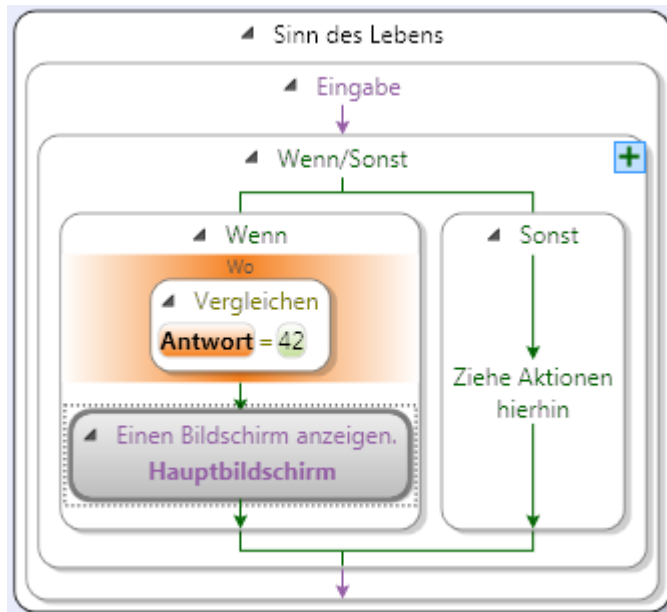 Sinn des Lebens
Eingabe
Wenn/Sonst
Wenn
Sonst
Wo
Vergleichen
Antwort = 42
Ziehe Aktionen
hierhin
Einen Bildschirm anzeigen.
Hauptbildschirm